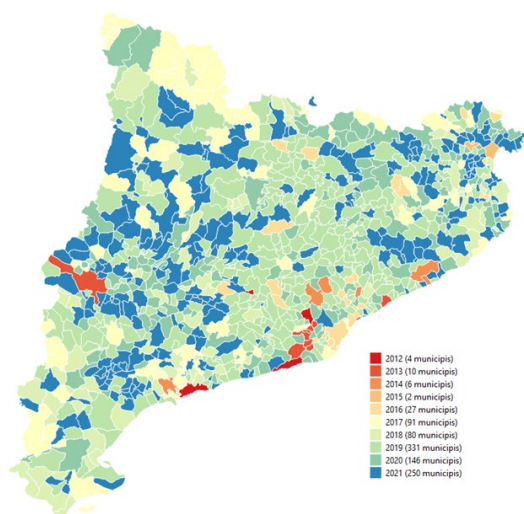 2012 (4 municipis)
2013 (10 municipis)
2014 (6 municipis)
2015 (2 municipis)
2016 (27 municipis)
2017 (91 municipis)
2018 (80 municipis)
2019 (331 municipis)
2020 (146 municipis)
2021 (250 municipis)